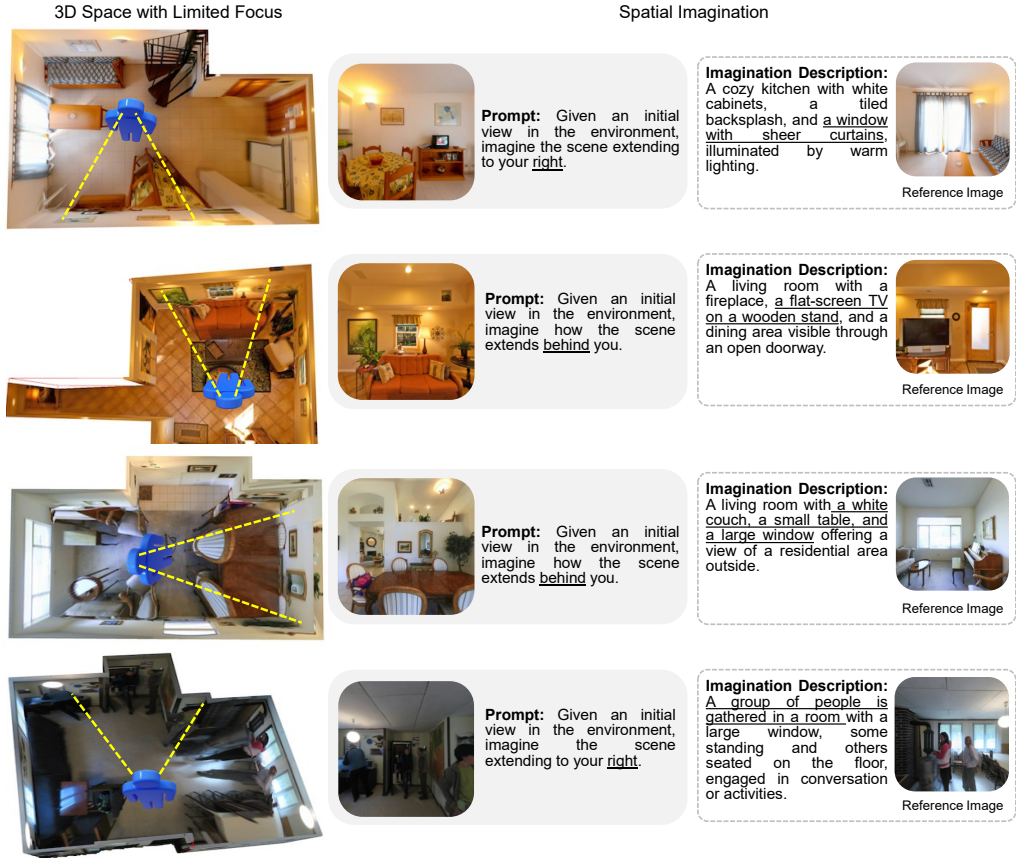 3D Space with Limited Focus
Spatial Imagination
Prompt: Given an initial
view in the environment,
imagine the scene extending
to your right.
Imagination Description:
A cozy kitchen with white
cabinets, a tiled
backsplash, and a window
with sheer curtains,
illuminated by warm
lighting.
Reference Image
Prompt: Given an initial
view in the environment,
imagine how the scene
extends behind you.
Imagination Description:
A living room with a
fireplace, a flat-screen TV
on a wooden stand, and a
dining area visible through
an open doorway.
Reference Image
Prompt: Given an initial
view in the environment,
imagine how the scene
extends behind you.
Imagination Description:
A living room with a white
couch, a small table, and
a large window offering a
view of a residential area
outside.
Reference Image
Prompt: Given an initial
view in the environment,
imagine the scene
extending to your right.
Imagination Description:
A group of people is
gathered in a room with a
large window, some
standing and others
seated on the floor,
engaged in conversation
or activities.
Reference Image